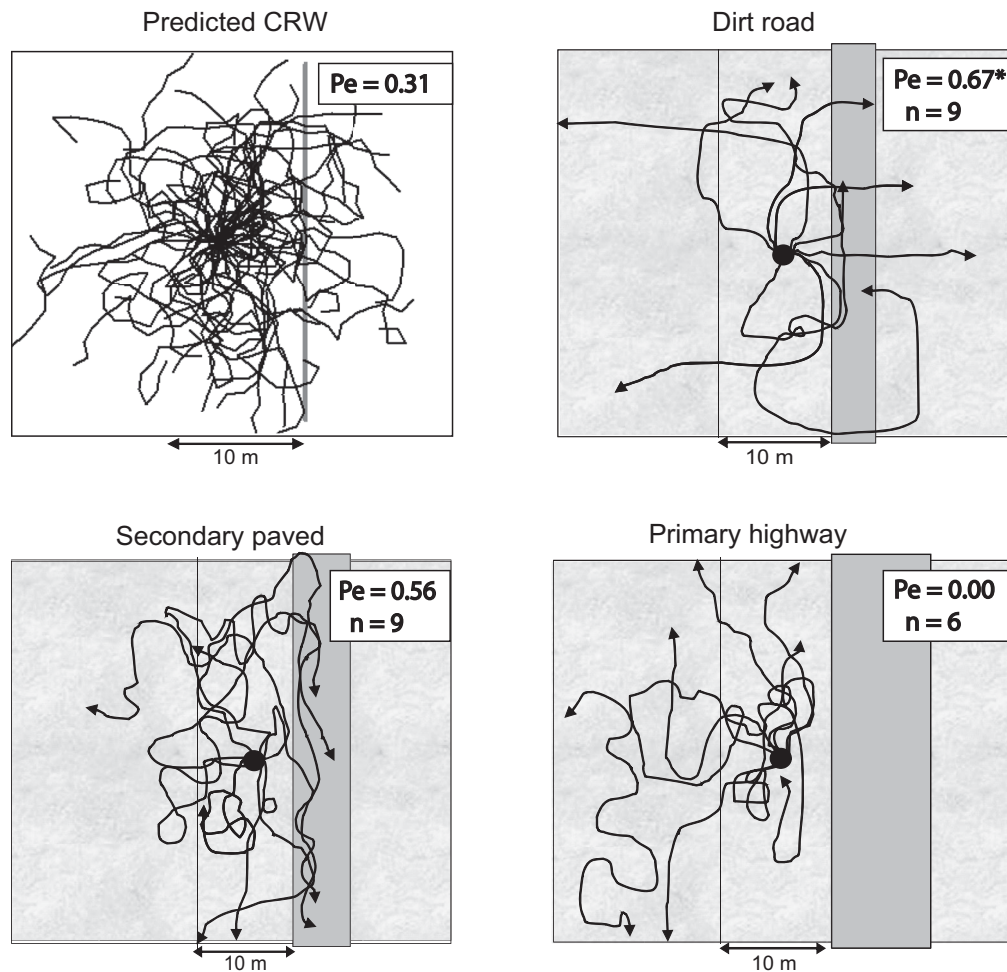 Predicted CRW
Pe = 0.31
10 m
Dirt road
Pe = 0.67*
n = 9
10 m
Secondary paved
Pe = 0.56
n = 9
10 m
Primary highway
Pe = 0.00
n = 6
10 m